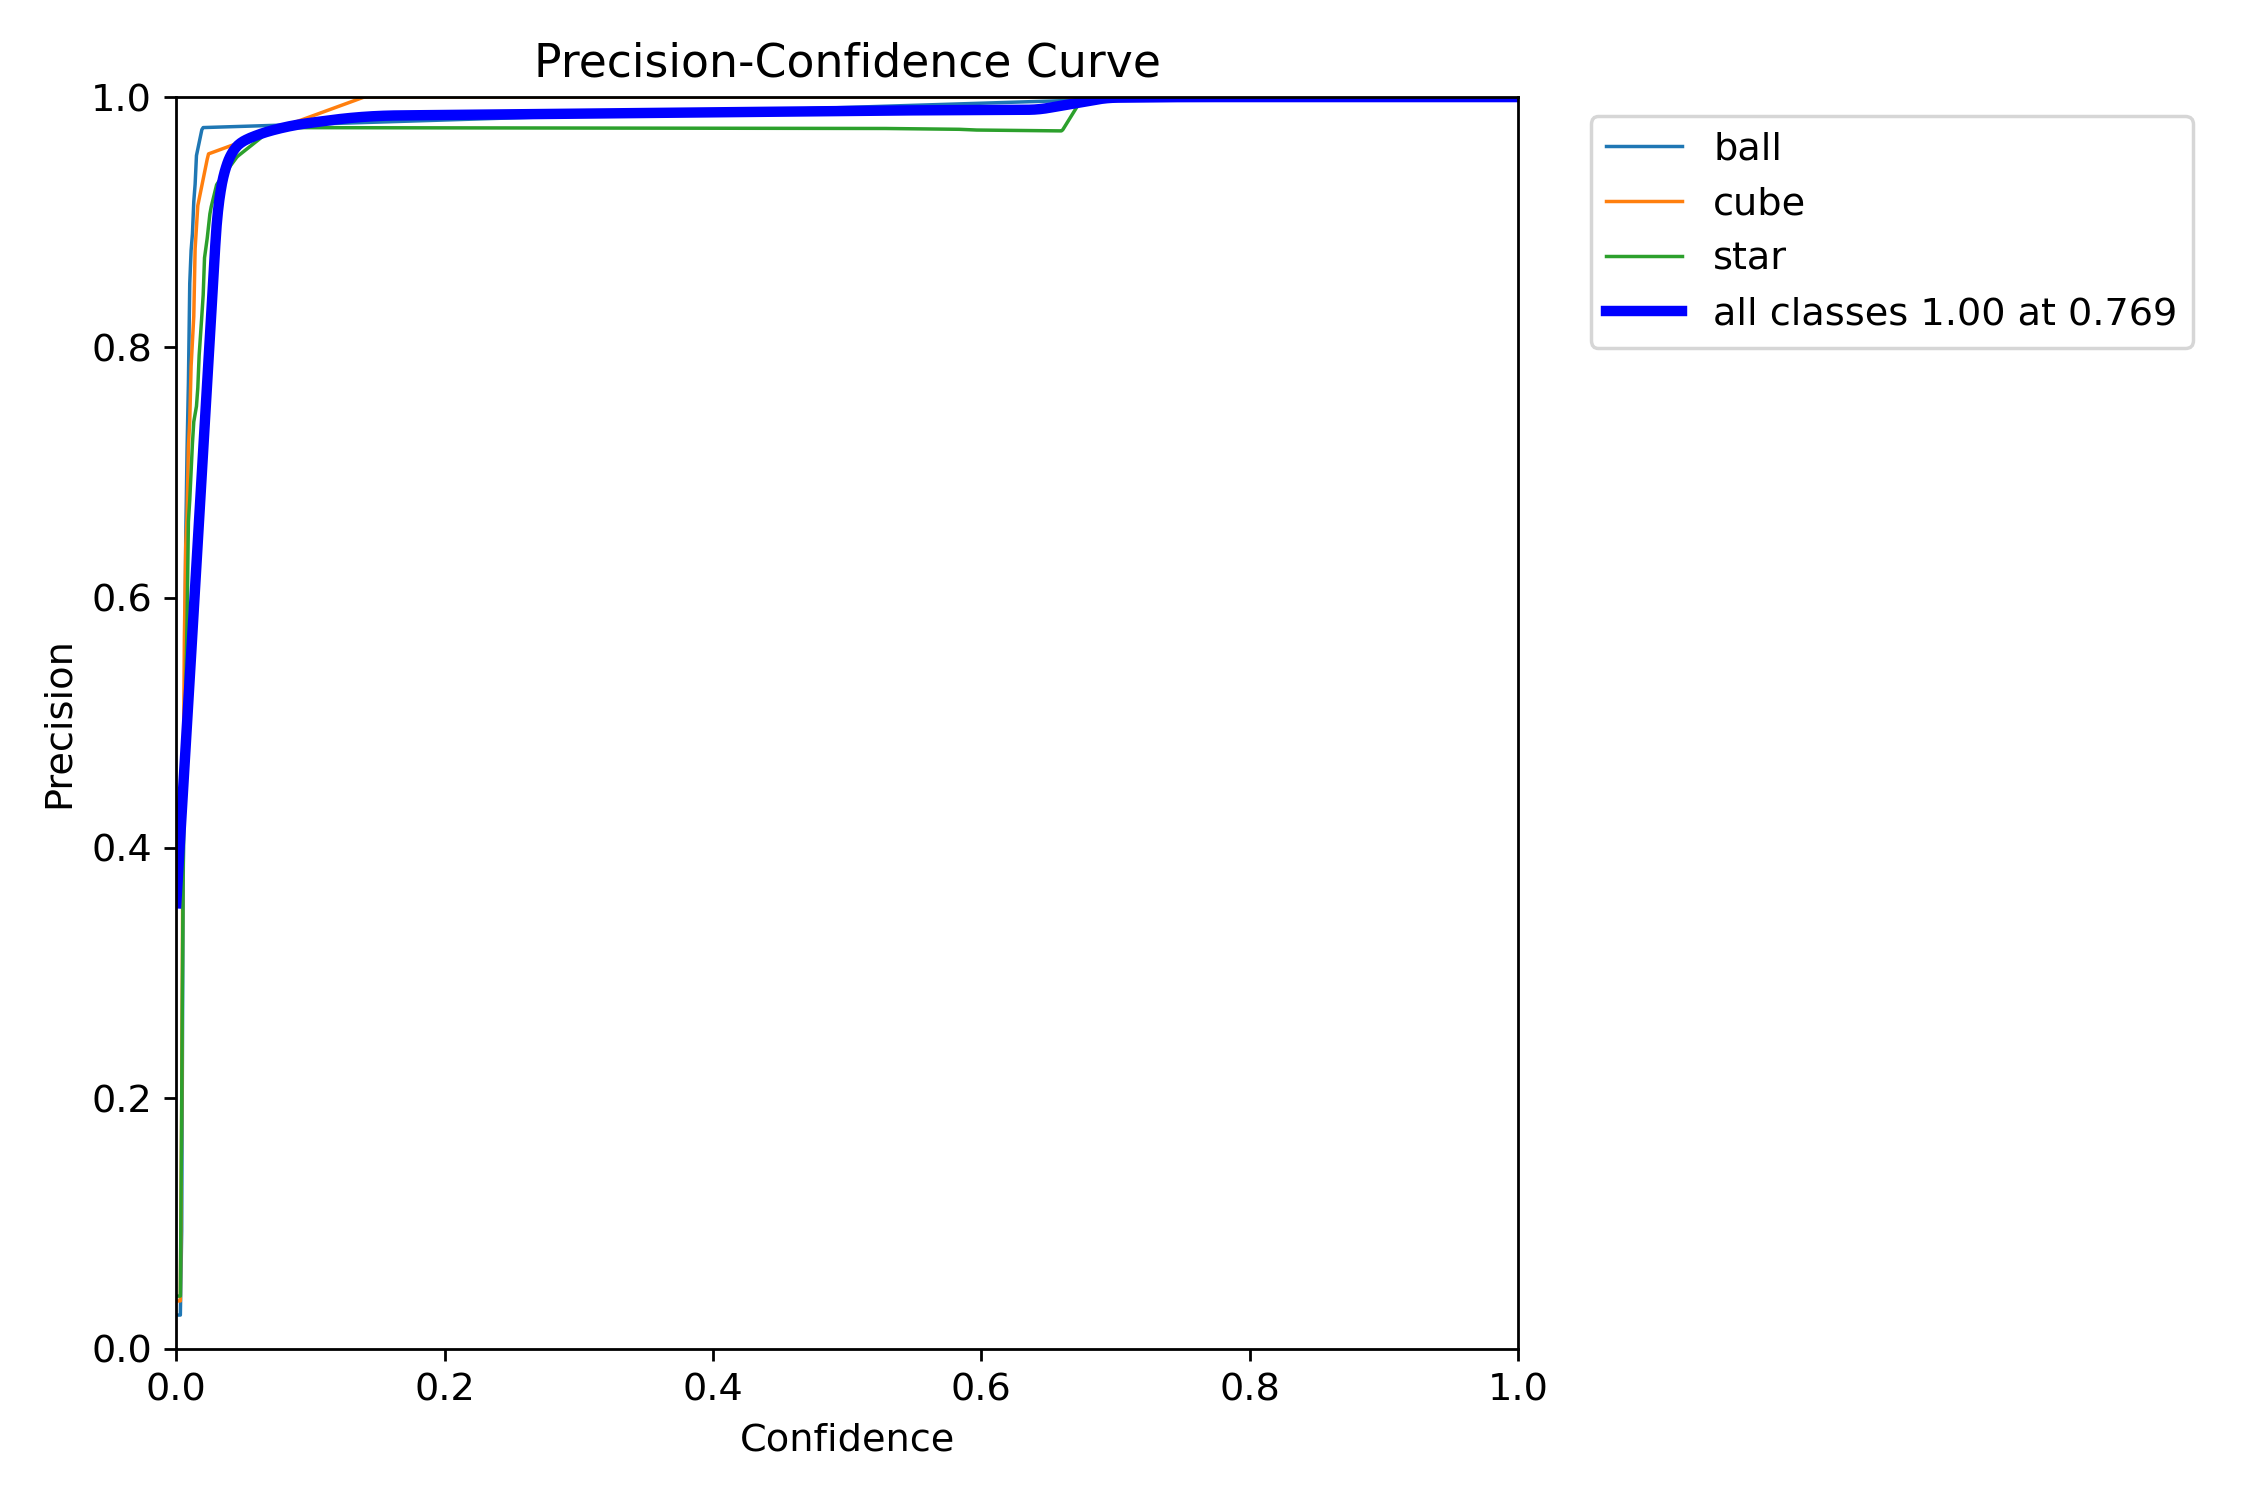 Precision-Confidence Curve
1.0
0.8
0.6
0.4
0.2
0.0
Precision
0.0 0.2 0.4 0.6 0.8 1.0
Confidence
ball
cube
star
all classes 1.00 at 0.769